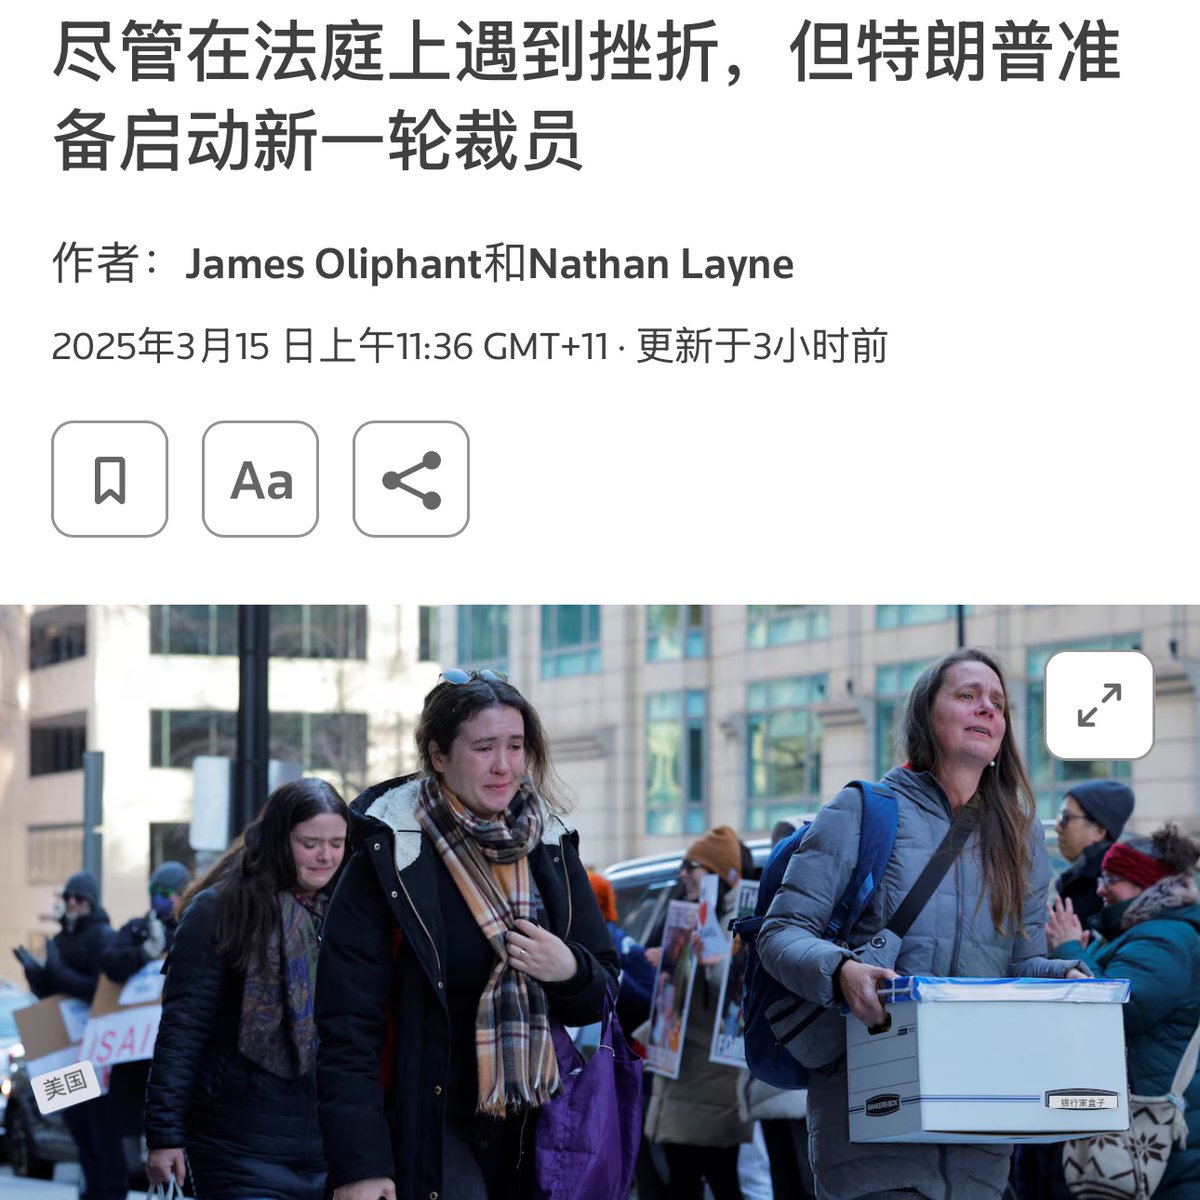 尽管在法庭上遇到挫折，但特朗普准
备启动新一轮裁员
作者：James Oliphant和Nathan Layne
2025年3月15 日上午11:36 GMT+11 · 更新于3小时前
Aa
USAI
美国
BANKERS BOX
银行家盒子